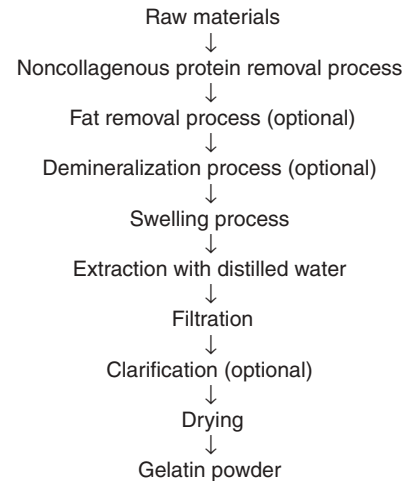 Raw materials
↓
Noncollagenous protein removal process
↓
Fat removal process (optional)
↓
Demineralization process (optional)
↓
Swelling process
↓
Extraction with distilled water
↓
Filtration
↓
Clarification (optional)
↓
Drying
↓
Gelatin powder